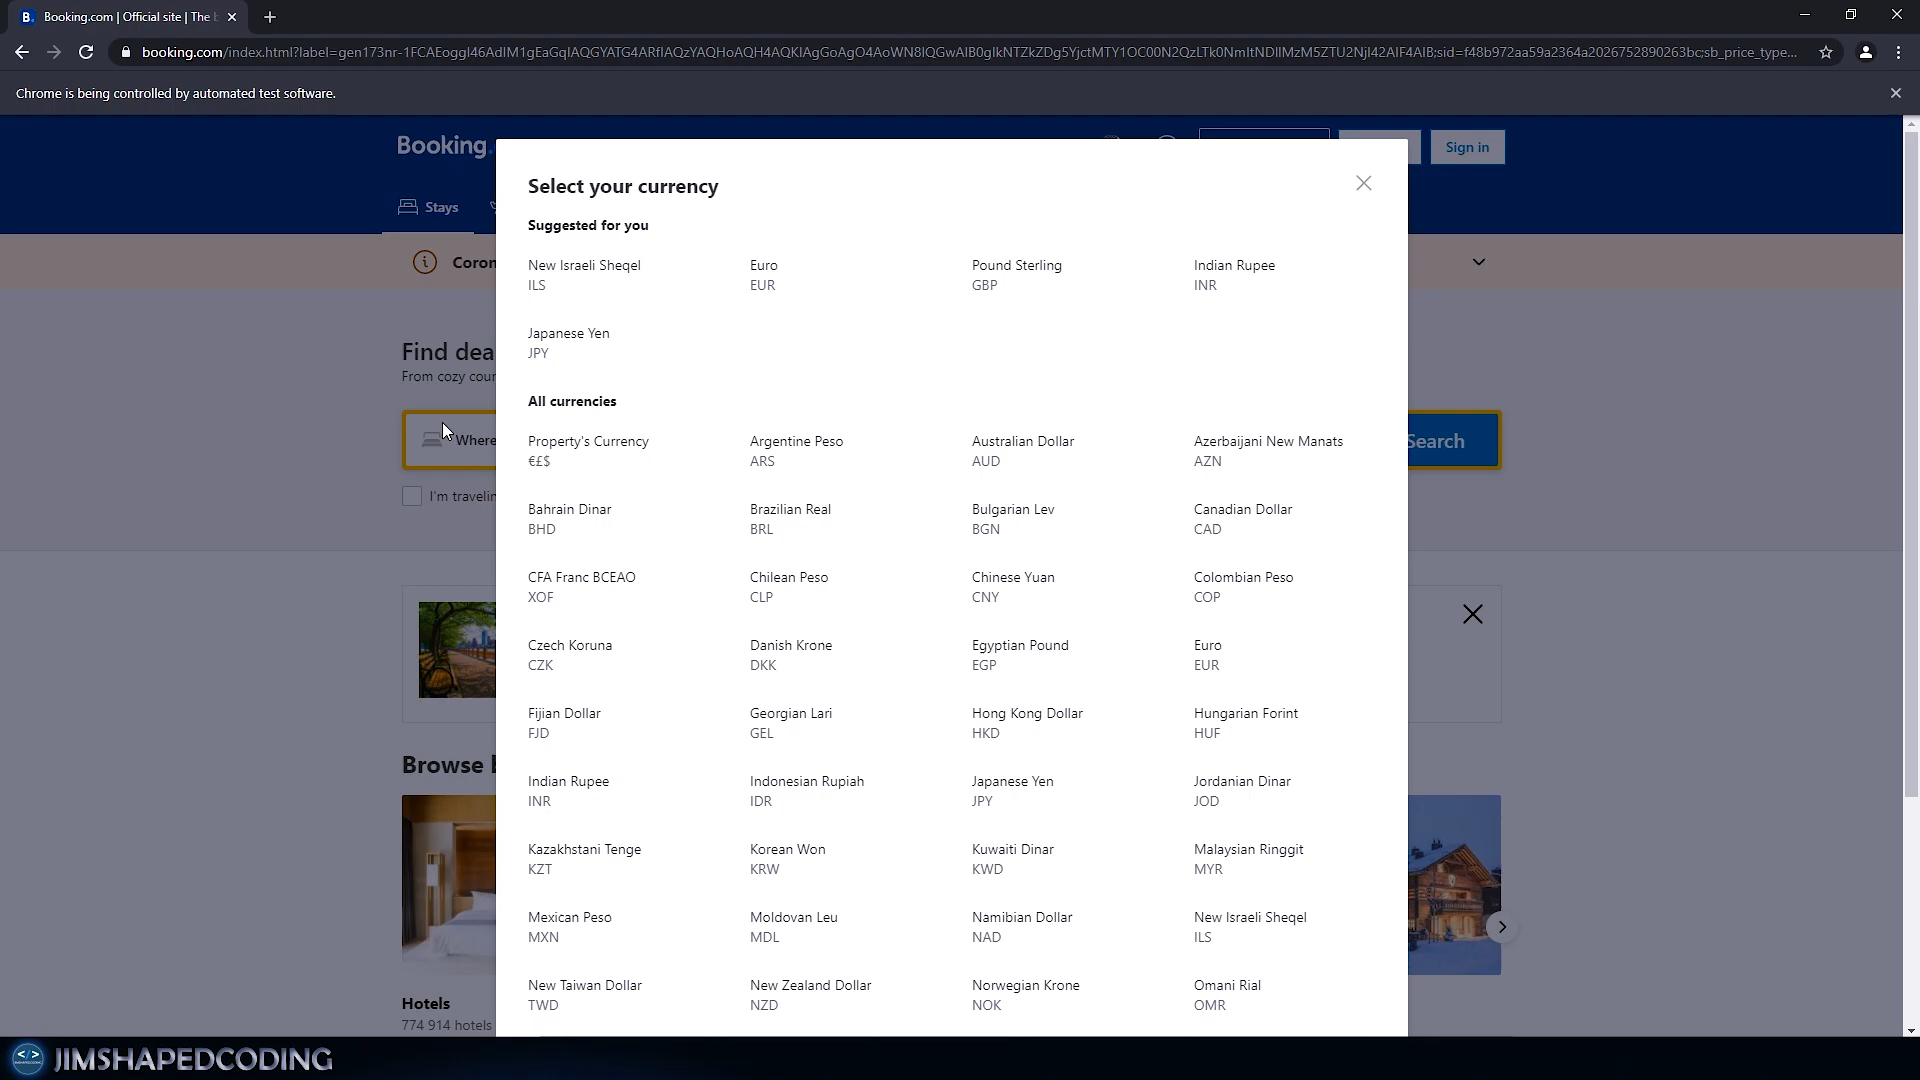 Booking.com | Official site | The b
booking.com/index.html?label=
Chrome is being controlled by automated test software.
Booking.
Sign in
Stays
Coron
Find dea
From cozy cour
Where
Search
I'm travelin
Select your currency
Suggested for you
New Israeli Sheqel
ILS
Euro
EUR
Pound Sterling
GBP
Indian Rupee
INR
Japanese Yen
JPY
All currencies
Property's Currency
€£$
Argentine Peso
ARS
Australian Dollar
AUD
Azerbaijani New Manats
AZN
Bahrain Dinar
BHD
Brazilian Real
BRL
Bulgarian Lev
BGN
Canadian Dollar
CAD
CFA Franc BCEAO
XOF
Chilean Peso
CLP
Chinese Yuan
CNY
Colombian Peso
COP
Czech Koruna
CZK
Danish Krone
DKK
Egyptian Pound
EGP
Euro
EUR
Fijian Dollar
FJD
Georgian Lari
GEL
Hong Kong Dollar
HKD
Hungarian Forint
HUF
Indian Rupee
INR
Indonesian Rupiah
IDR
Japanese Yen
JPY
Jordanian Dinar
JOD
Kazakhstani Tenge
KZT
Korean Won
KRW
Kuwaiti Dinar
KWD
Malaysian Ringgit
MYR
Mexican Peso
MXN
Moldovan Leu
MDL
Namibian Dollar
NAD
New Israeli Sheqel
ILS
New Taiwan Dollar
TWD
New Zealand Dollar
NZD
Norwegian Krone
NOK
Omani Rial
OMR
Browse
Hotels
774 914 hotels
JIMSHAPEDCODING